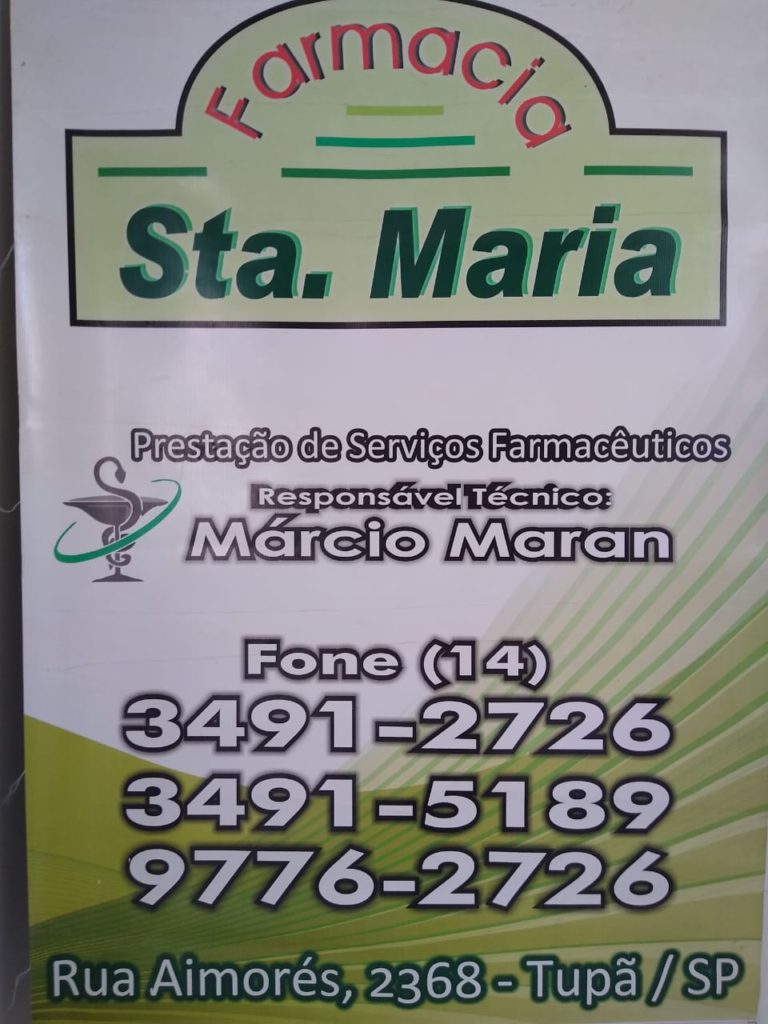 Farmacia
Sta. Maria
Prestação de Serviços Farmacêuticos
Responsável Técnico:
Márcio Maran
Fone (14)
3491-2726
3491-5189
9776-2726
Rua Aimorés, 2368 - Tupã / SP